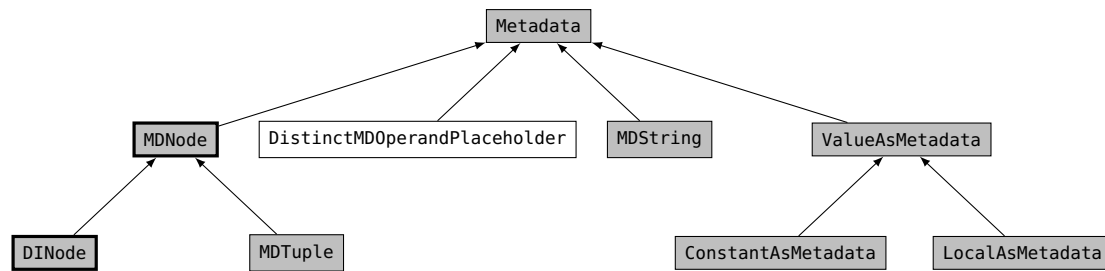 Metadata
MDNode
DistinctMDOperandPlaceholder
MDString
ValueAsMetadata
DINode
MDTuple
ConstantAsMetadata
LocalAsMetadata